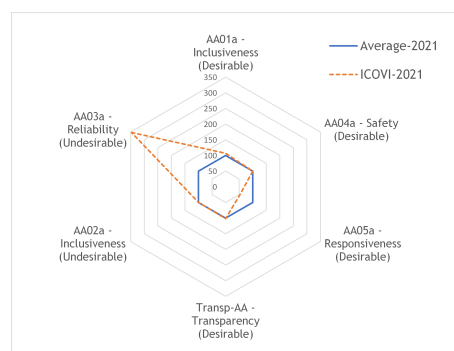 AA01a -
Inclusiveness
(Desirable)
Average-2021
ICOVI-2021
350
300
250
200
150
100
50
0
AA03a -
Reliability
(Undesirable)
AA04a - Safety
(Desirable)
AA02a -
Inclusiveness
(Undesirable)
AA05a -
Responsiveness
(Desirable)
Transp-AA -
Transparency
(Desirable)